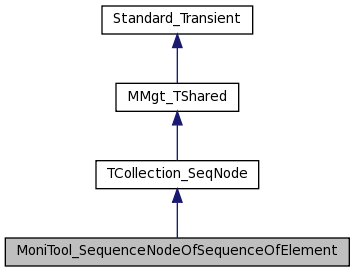 Standard_Transient
MMgt_TShared
TCollection_SeqNode
MoniTool_SequenceNodeOfSequenceOfElement